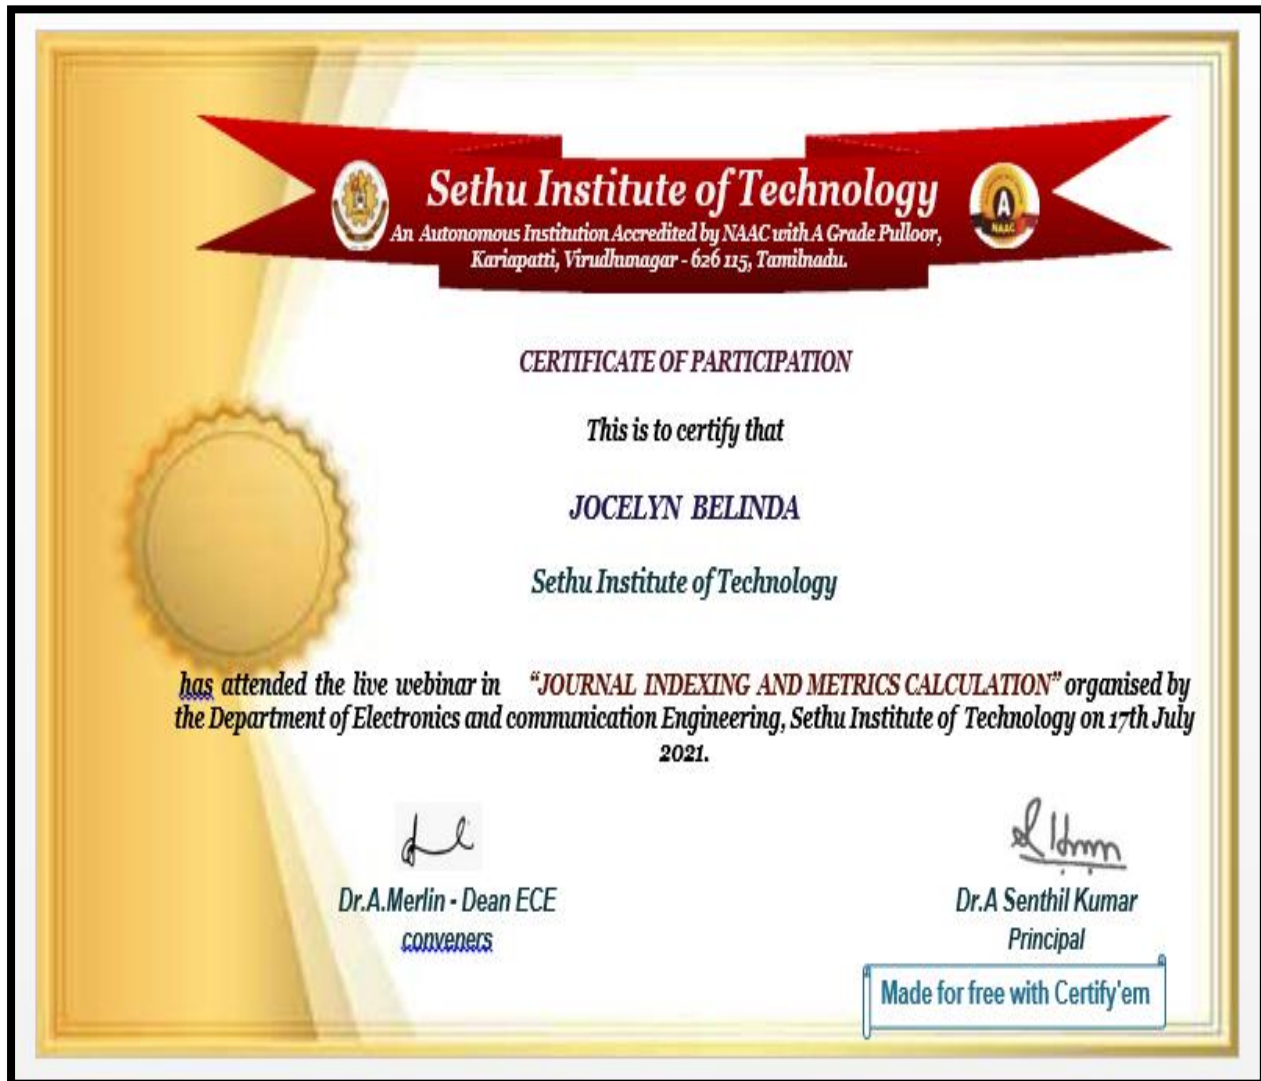 Sethu Institute of Technology
An Autonomous Institution Accredited by NAAC with A Grade Pulloor,
Kariapatti, Virudhunagar - 626 115, Tamilnadu.
A
NAAC
CERTIFICATE OF PARTICIPATION
This is to certify that
JOCELYN BELINDA
Sethu Institute of Technology
has attended the live webinar in “JOURNAL INDEXING AND METRICS CALCULATION” organised by
the Department of Electronics and communication Engineering, Sethu Institute of Technology on 17th July
2021.
Dr.A.Merlin - Dean ECE
conveners
Dr.A Senthil Kumar
Principal
Made for free with Certify'em